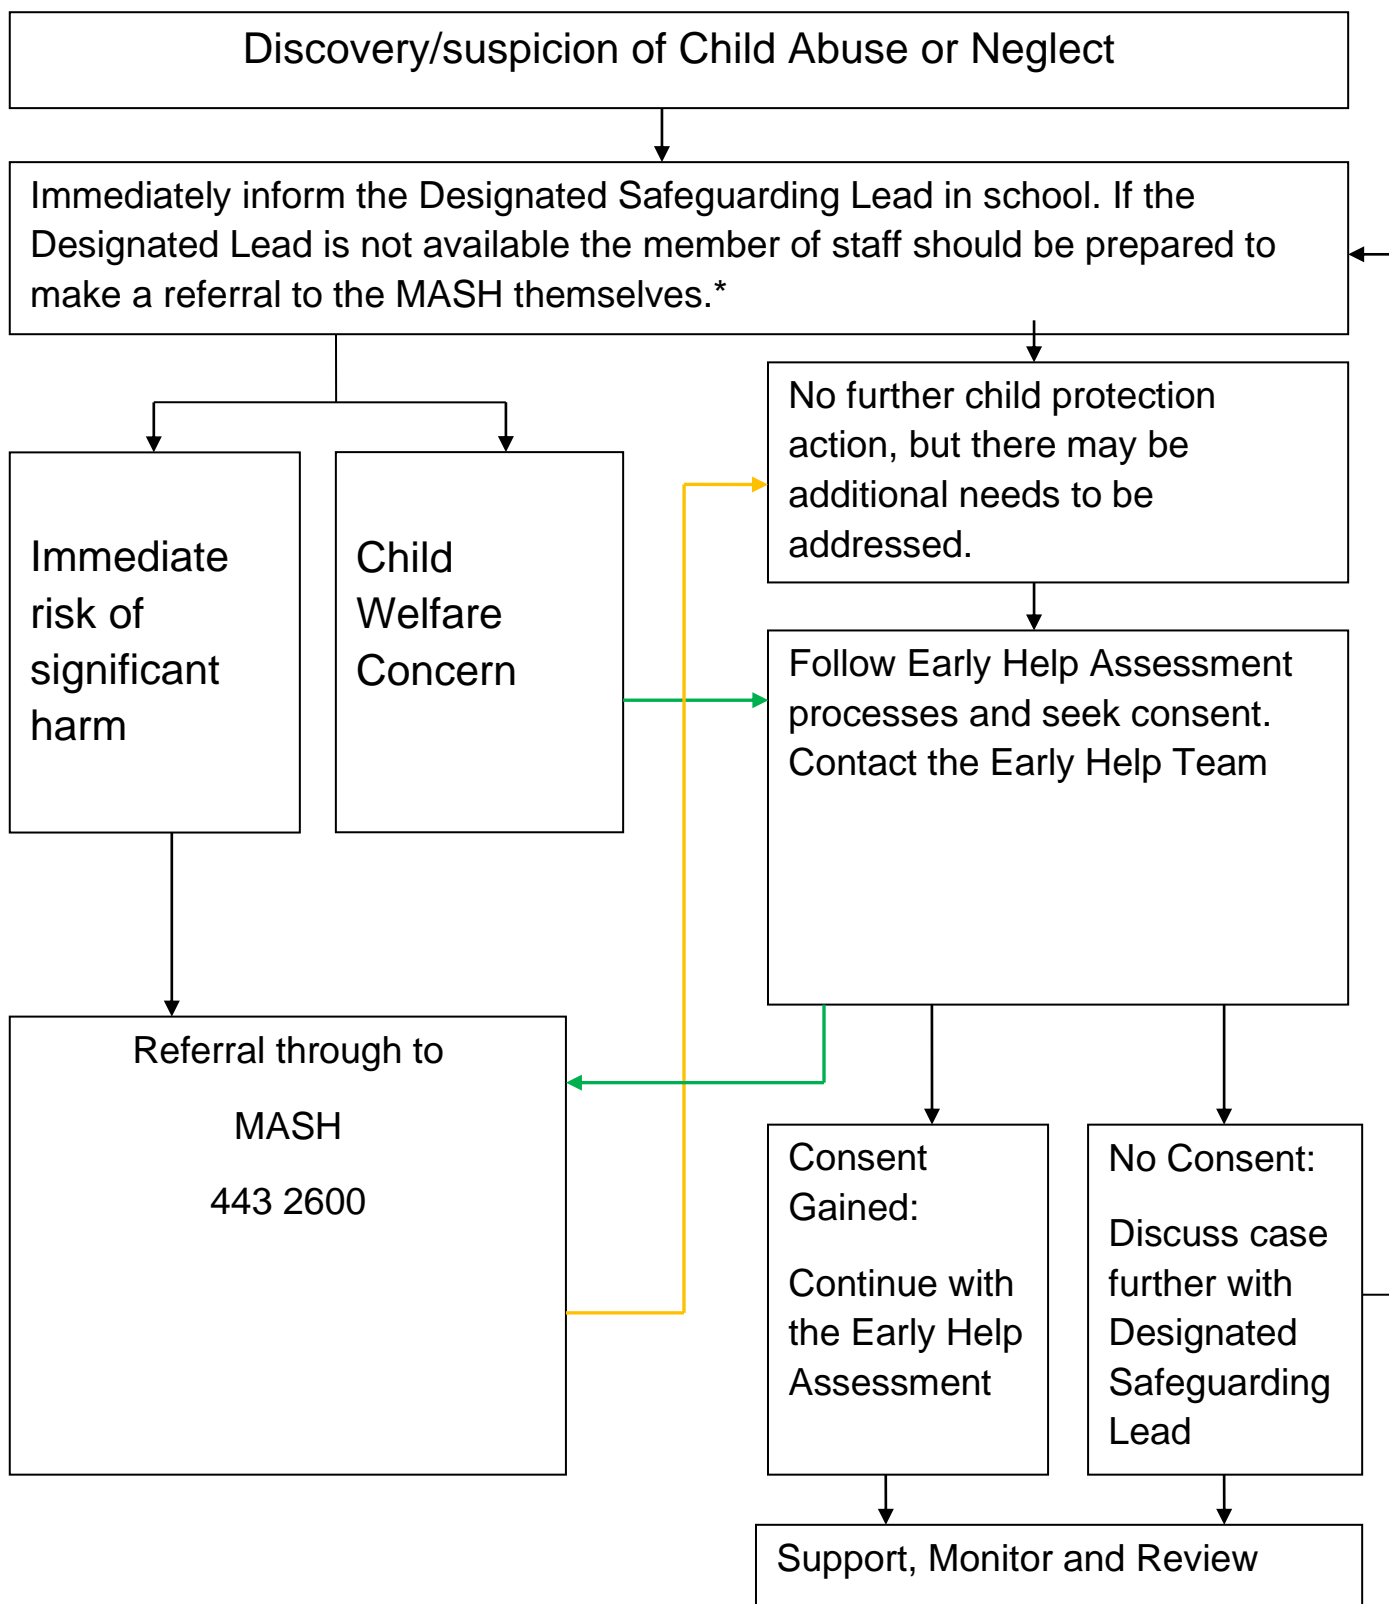 Discovery/suspicion of Child Abuse or Neglect
Immediately inform the Designated Safeguarding Lead in school. If the
Designated Lead is not available the member of staff should be prepared to
make a referral to the MASH themselves.*
No further child protection
action, but there may be
additional needs to be
addressed.
Immediate
risk of
significant
harm
Child
Welfare
Concern
Follow Early Help Assessment
processes and seek consent.
Contact the Early Help Team
Referral through to
MASH
443 2600
Consent
Gained:
Continue with
the Early Help
Assessment
No Consent:
Discuss case
further with
Designated
Safeguarding
Lead
Support, Monitor and Review